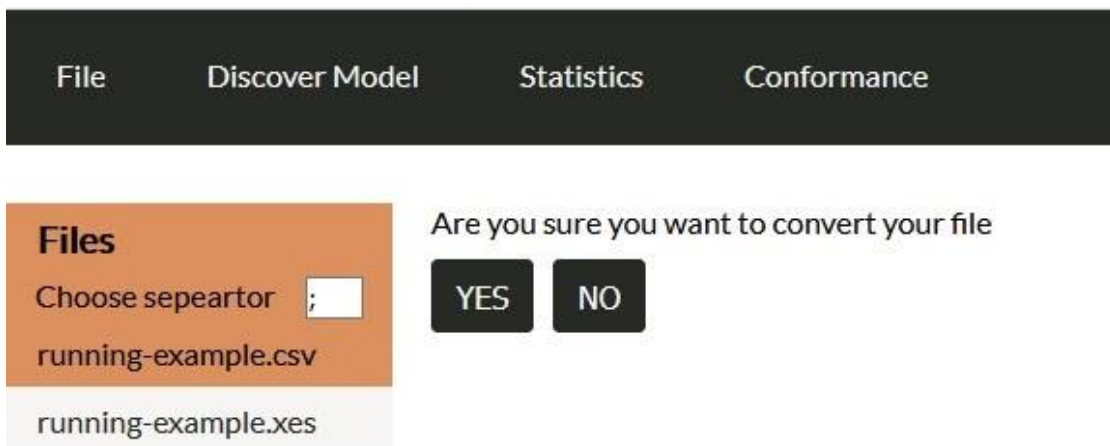 File Discover Model Statistics Conformance
Files
Choose sepeartor ;
running-example.csv
running-example.xes
Are you sure you want to convert your file
YES NO